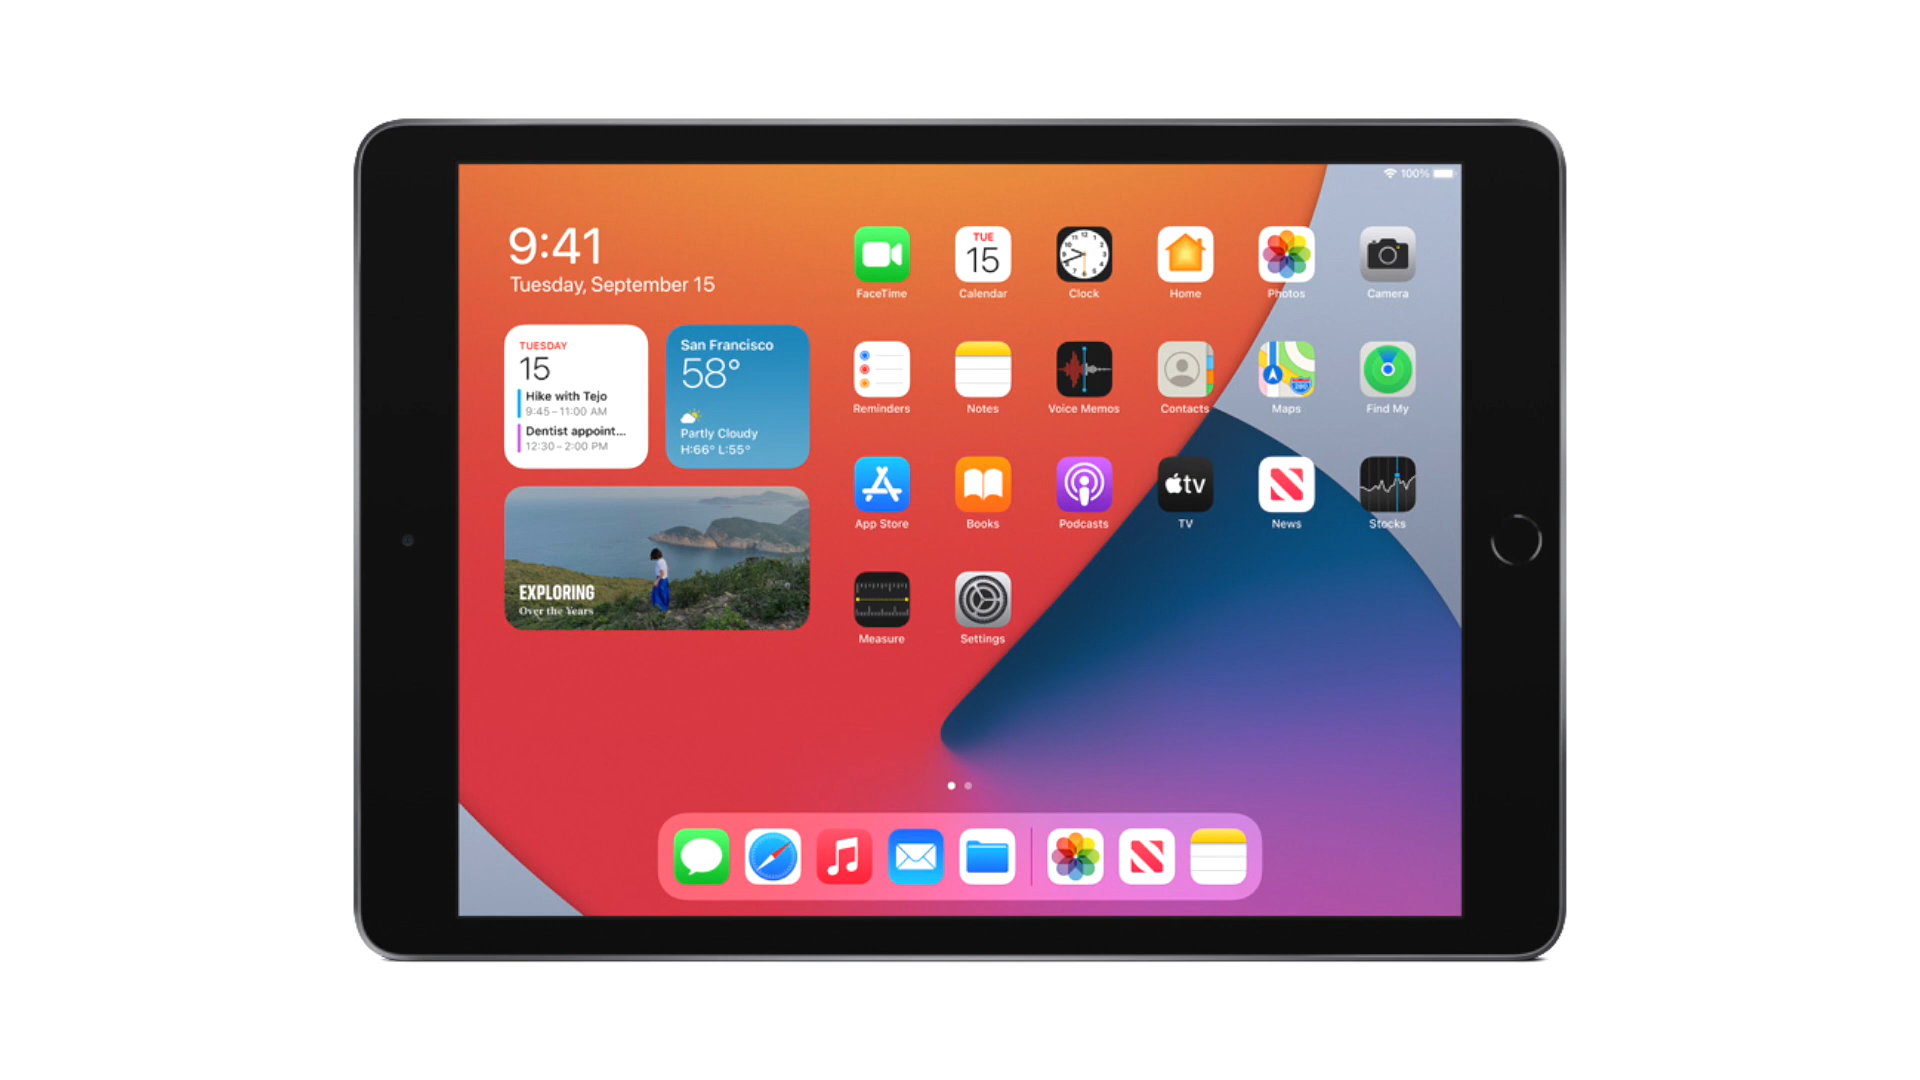 100%
9:41
Tuesday, September 15
TUESDAY
15
Hike with Tejo
9:45 – 11:00 AM
Dentist appoint...
12:30 – 2:00 PM
San Francisco
58°
Partly Cloudy
H:66° L:55°
EXPLORING
Over the Years
TUE
15
FaceTime
Calendar
Clock
Home
Photos
Camera
Reminders
Notes
Voice Memos
Contacts
Maps
Find My
tv
App Store
Books
Podcasts
TV
News
Stocks
Measure
Settings